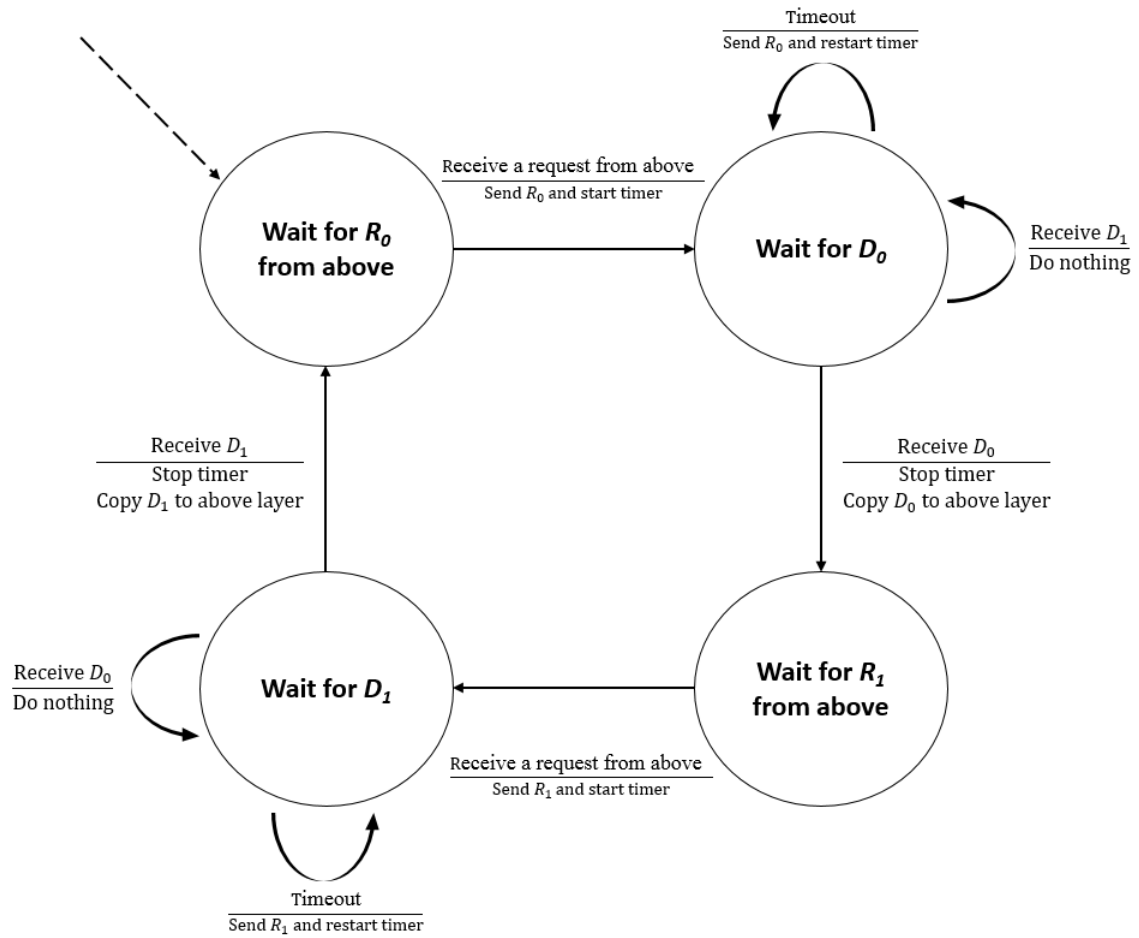 Timeout
Send R₀ and restart timer
Receive a request from above
Send R₀ and start timer
Wait for R₀
from above
Wait for D₀
Receive D₁
Do nothing
Receive D₁
Stop timer
Copy D₁ to above layer
Receive D₀
Stop timer
Copy D₀ to above layer
Receive D₀
Do nothing
Wait for D₁
Wait for R₁
from above
Receive a request from above
Send R₁ and start timer
Timeout
Send R₁ and restart timer